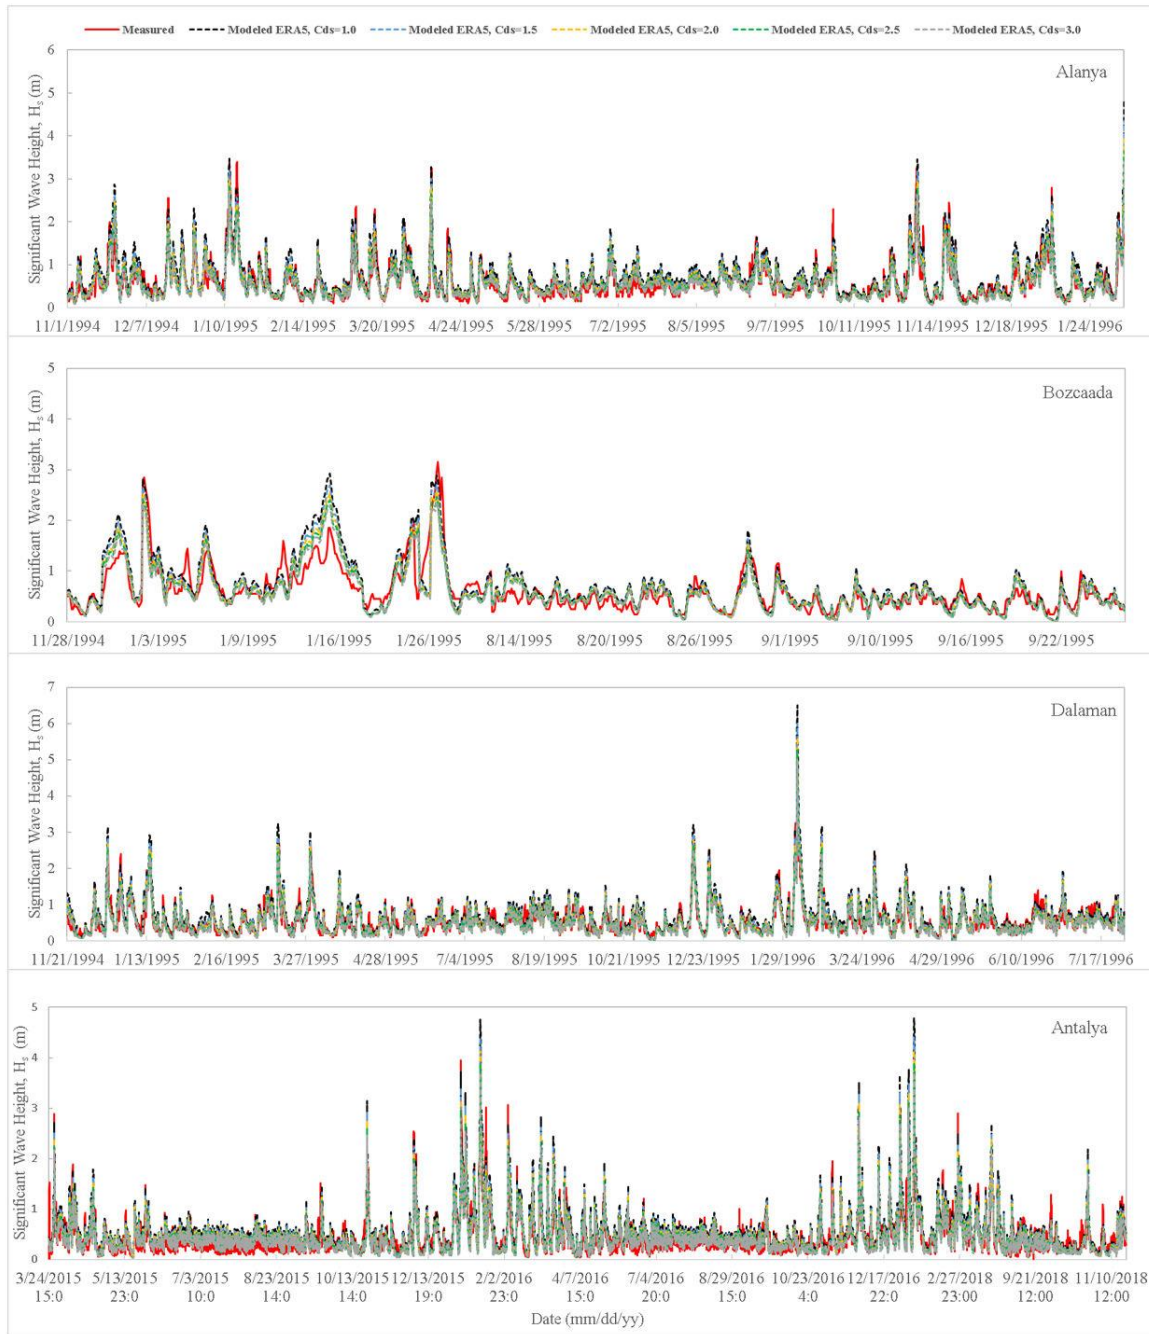 Measured Modeled ERA5, Cds=1.0 Modeled ERA5, Cds=1.5 Modeled ERA5, Cds=2.0 Modeled ERA5, Cds=2.5 Modeled ERA5, Cds=3.0
Alanya
Significant Wave Height, Hs (m)
6
5
4
3
2
1
0
11/1/1994 12/7/1994 1/10/1995 2/14/1995 3/20/1995 4/24/1995 5/28/1995 7/2/1995 8/5/1995 9/7/1995 10/11/1995 11/14/1995 12/18/1995 1/24/1996
Bozcaada
Significant Wave Height, Hs (m)
5
4
3
2
1
0
11/28/1994 1/3/1995 1/9/1995 1/16/1995 1/26/1995 8/14/1995 8/20/1995 8/26/1995 9/1/1995 9/10/1995 9/16/1995 9/22/1995
Dalaman
Significant Wave Height, Hs (m)
7
6
5
4
3
2
1
0
11/21/1994 1/13/1995 2/16/1995 3/27/1995 4/28/1995 7/4/1995 8/19/1995 10/21/1995 12/23/1995 1/29/1996 3/24/1996 4/29/1996 6/10/1996 7/17/1996
Antalya
Significant Wave Height, Hs (m)
5
4
3
2
1
0
3/24/2015 5/13/2015 7/3/2015 8/23/2015 10/13/2015 12/13/2015 2/2/2016 4/7/2016 7/4/2016 8/29/2016 10/23/2016 12/17/2016 2/27/2018 9/21/2018 11/10/2018
15:0 23:0 10:0 14:0 14:0 19:0 23:0 15:0 20:0 15:0 4:0 22:0 23:00 12:00 12:00
Date (mm/dd/yy)